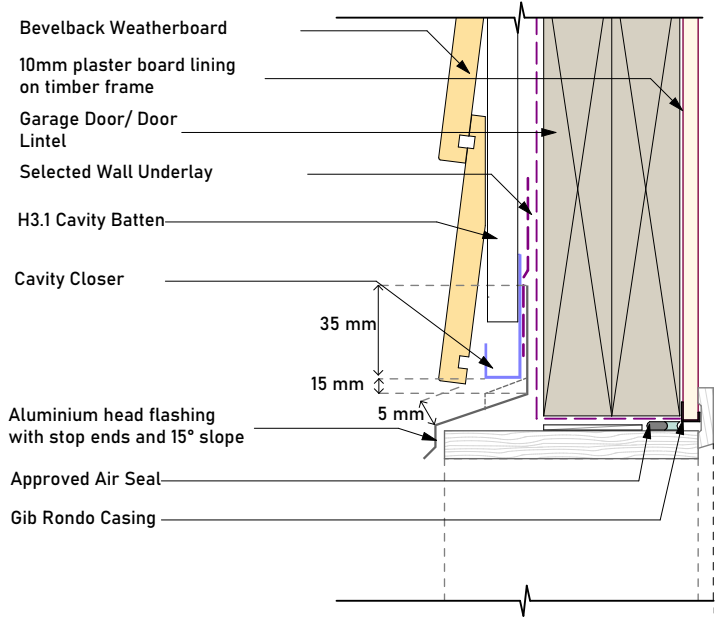 Bevelback Weatherboard
10mm plaster board lining
on timber frame
Garage Door/ Door
Lintel
Selected Wall Underlay
H3.1 Cavity Batten
Cavity Closer
35 mm
15 mm
5 mm
Aluminium head flashing
with stop ends and 15° slope
Approved Air Seal
Gib Rondo Casing